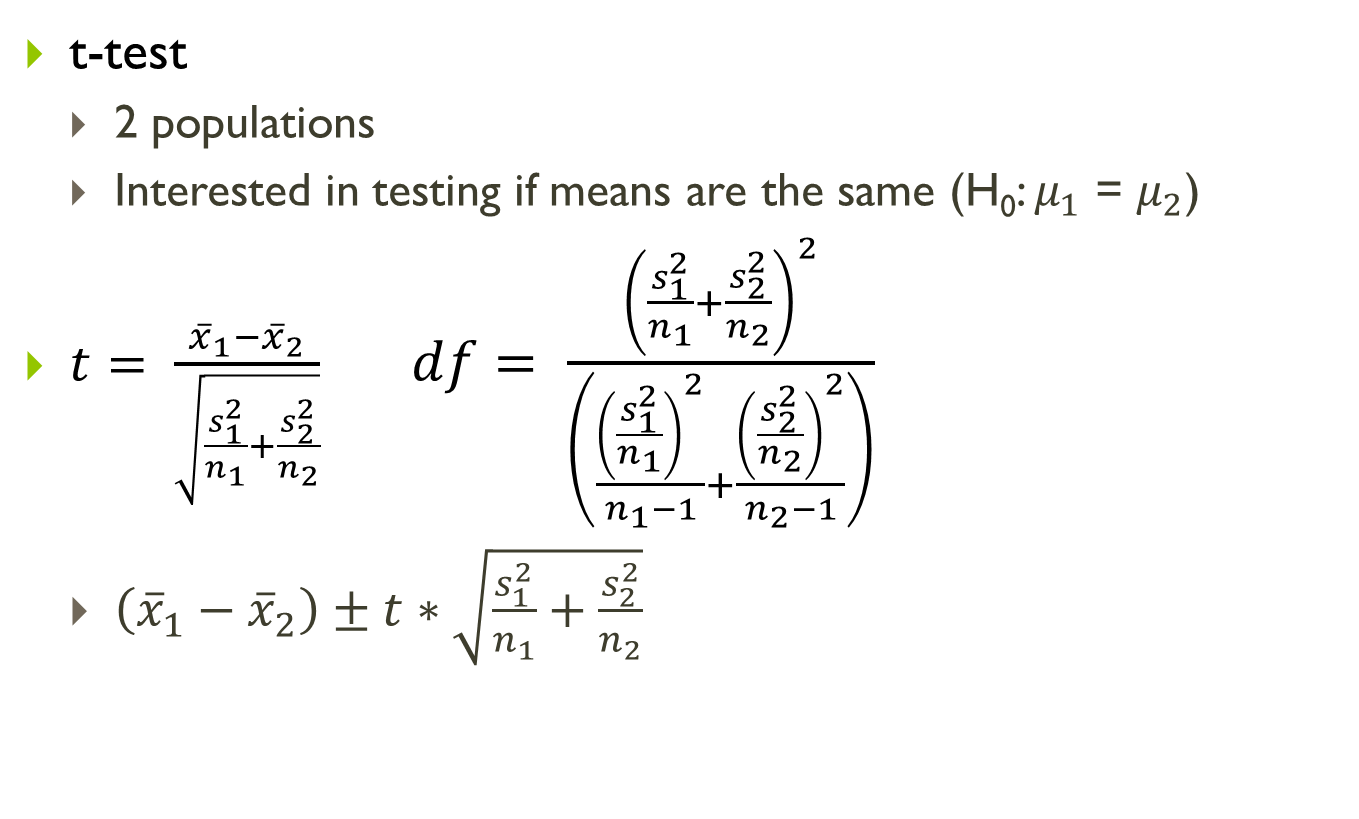 t-test
2 populations
Interested in testing if means are the same (H₀: μ₁ = μ₂)
t = (x̄₁−x̄₂)/√(s₁²/n₁+s₂²/n₂) df = (s₁²/n₁+s₂²/n₂)²/((s₁²/n₁)²/(n₁−1)+(s₂²/n₂)²/(n₂−1))
(x̄₁ − x̄₂) ± t * √(s₁²/n₁ + s₂²/n₂)